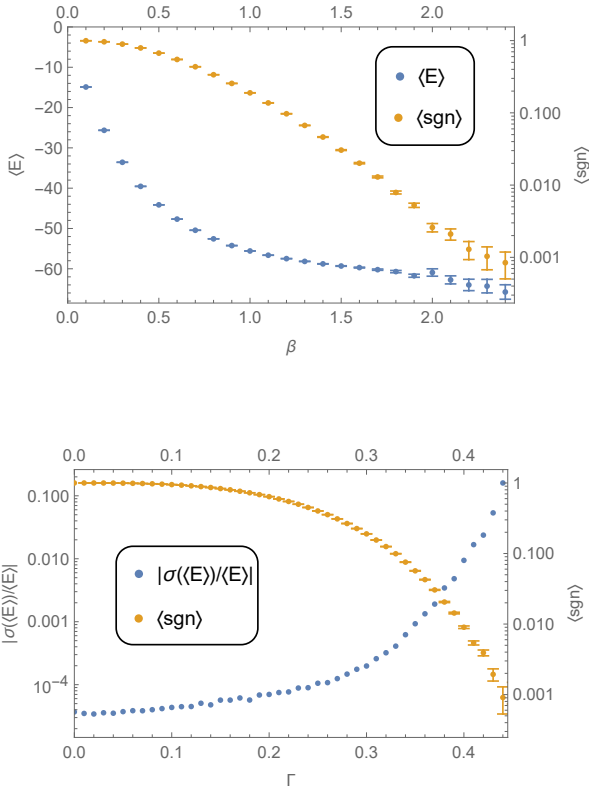 0.0 0.5 1.0 1.5 2.0
0 1
−10
⟨E⟩
−20 ⟨sgn⟩ 0.100
−30
⟨E⟩ ⟨sgn⟩
−40 0.010
−50
−60 0.001
0.0 0.5 1.0 1.5 2.0
β
0.0 0.1 0.2 0.3 0.4
0.100 1
0.010 |σ(⟨E⟩)/⟨E⟩| 0.100
⟨sgn⟩
|σ(⟨E⟩)/⟨E⟩| 0.001 0.010 ⟨sgn⟩
10⁻⁴ 0.001
0.0 0.1 0.2 0.3 0.4
Γ